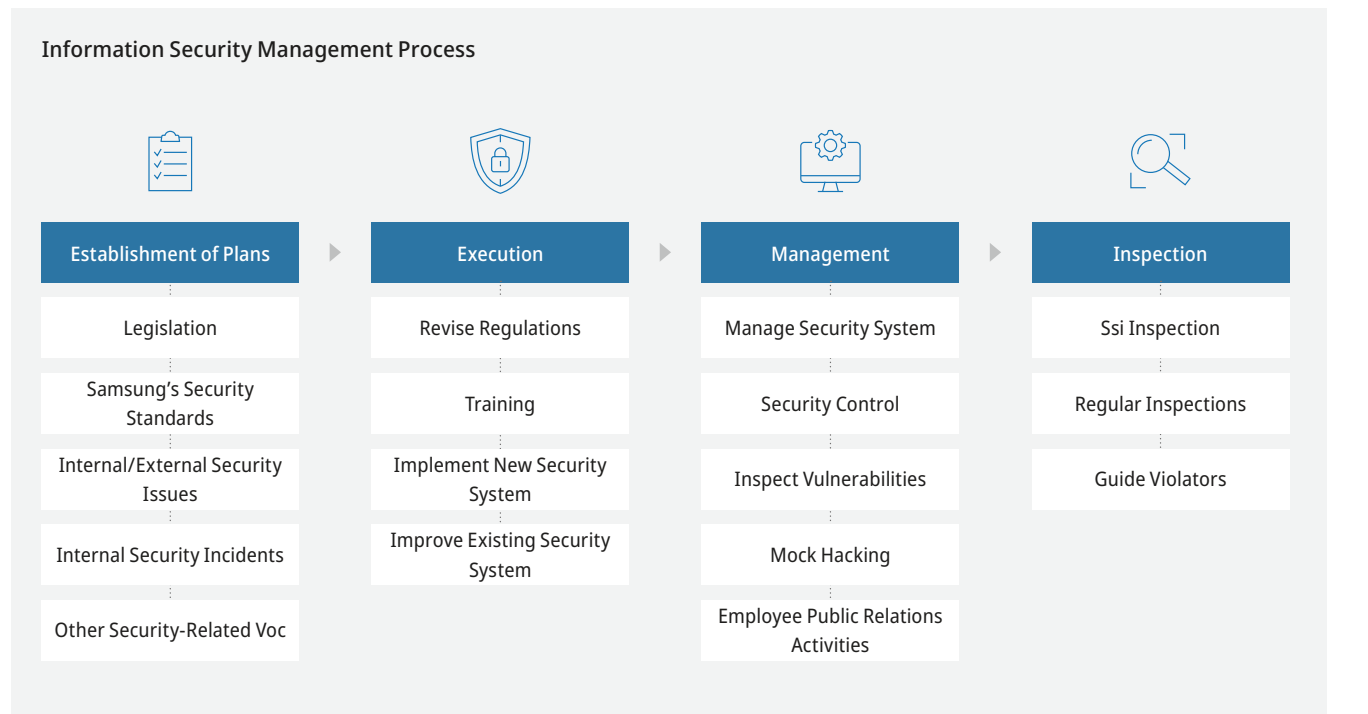 Information Security Management Process
Establishment of Plans
Legislation
Samsung’s Security
Standards
Internal/External Security
Issues
Internal Security Incidents
Other Security-Related Voc
Execution
Revise Regulations
Training
Implement New Security
System
Improve Existing Security
System
Management
Manage Security System
Security Control
Inspect Vulnerabilities
Mock Hacking
Employee Public Relations
Activities
Inspection
Ssi Inspection
Regular Inspections
Guide Violators